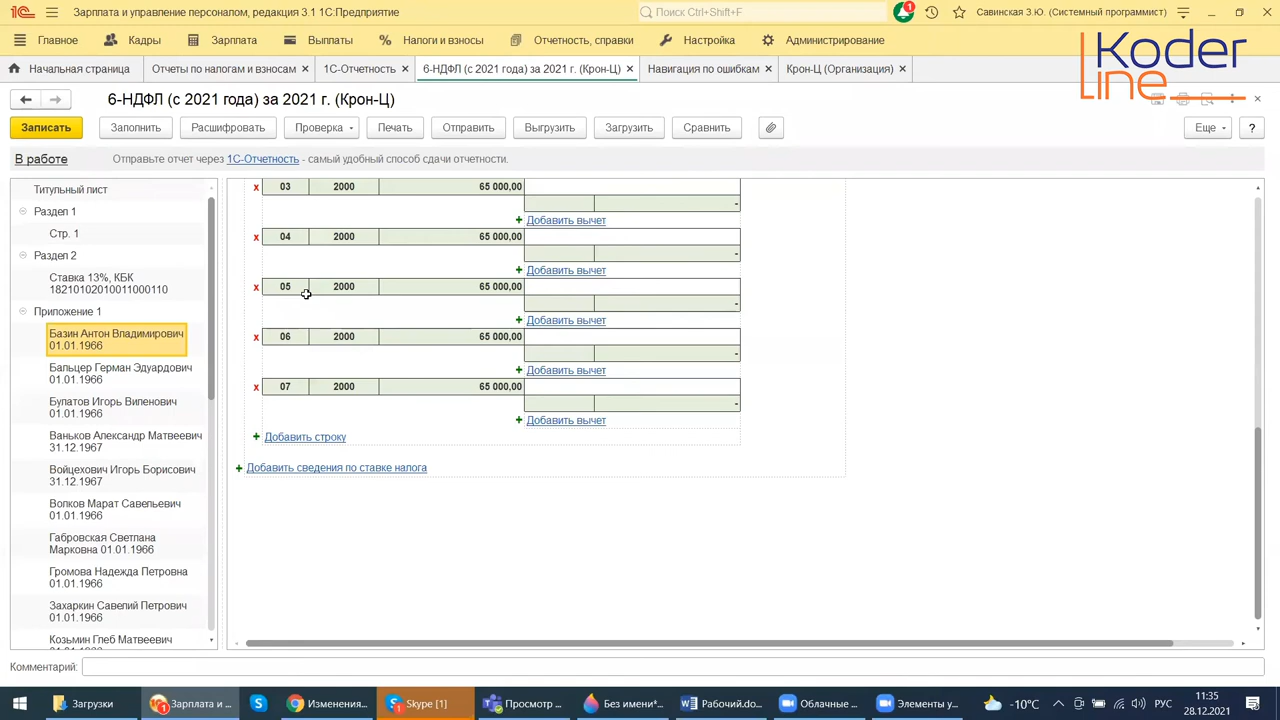 Зарплата и управление персоналом, редакция 3.1 1С:Предприятие
Поиск Ctrl+Shift+F
1
Савинская З.Ю. (Системный программист)
Главное
Кадры
Зарплата
Выплаты
Налоги и взносы
Отчетность, справки
Настройка
Администрирование
Koder
Line
Начальная страница
Отчеты по налогам и взносам
1С-Отчетность
6-НДФЛ (с 2021 года) за 2021 г. (Крон-Ц)
Навигация по ошибкам
Крон-Ц (Организация)
6-НДФЛ (с 2021 года) за 2021 г. (Крон-Ц)
Записать
Заполнить
Расшифровать
Проверка
Печать
Отправить
Выгрузить
Загрузить
Сравнить
Еще
?
В работе
Отправьте отчет через 1С-Отчетность - самый удобный способ сдачи отчетности.
Титульный лист
Раздел 1
Стр. 1
Раздел 2
Ставка 13%, КБК
18210102010011000110
Приложение 1
Базин Антон Владимирович
01.01.1966
Бальцер Герман Эдуардович
01.01.1966
Булатов Игорь Виленович
01.01.1966
Ваньков Александр Матвеевич
31.12.1967
Войцехович Игорь Борисович
31.12.1967
Волков Марат Савельевич
01.01.1966
Габровская Светлана
Марковна 01.01.1966
Громова Надежда Петровна
01.01.1966
Захаркин Савелий Петрович
01.01.1966
Козьмин Глеб Матвеевич
x 03 2000 65 000,00
-
+ Добавить вычет
x 04 2000 65 000,00
-
+ Добавить вычет
x 05 2000 65 000,00
-
+ Добавить вычет
x 06 2000 65 000,00
-
+ Добавить вычет
x 07 2000 65 000,00
-
+ Добавить вычет
+ Добавить строку
+ Добавить сведения по ставке налога
Комментарий:
Загрузки
Зарплата и ...
Изменения...
Skype [1]
Просмотр ...
Без имени*...
Рабочий.do...
Облачные ...
Элементы у...
-10°C
РУС
11:35
28.12.2021